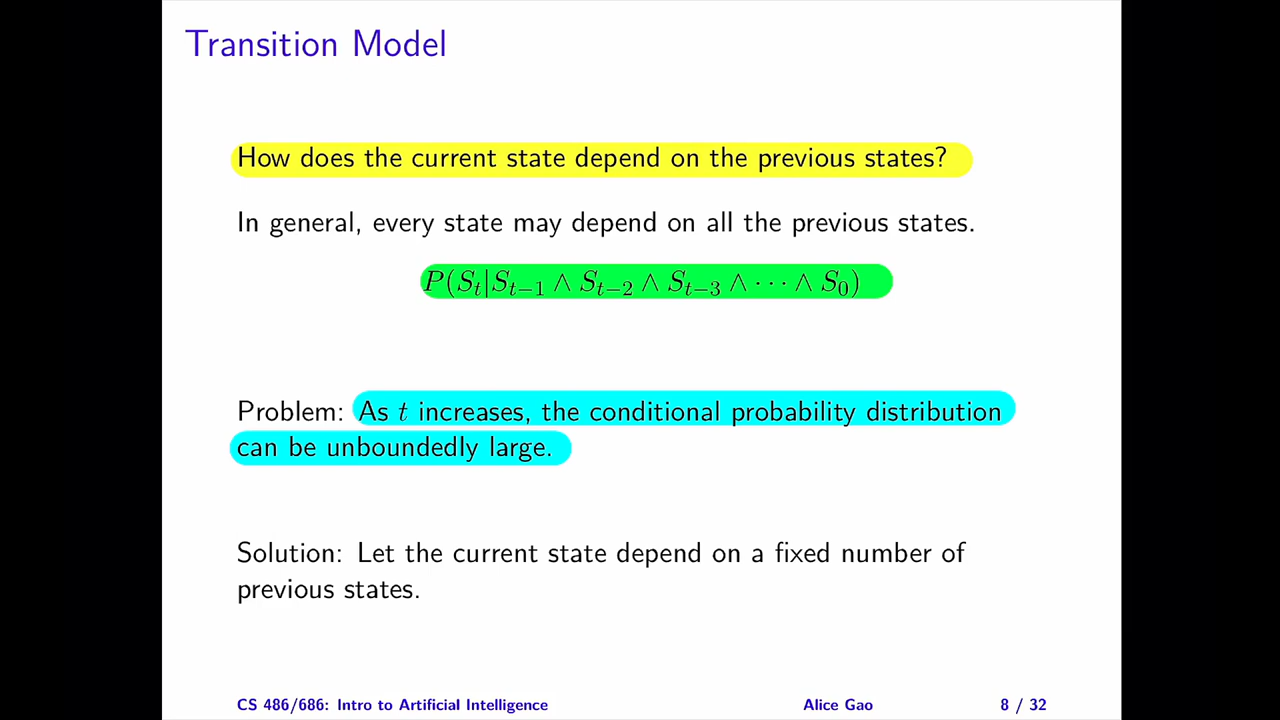 Transition Model
How does the current state depend on the previous states?
In general, every state may depend on all the previous states.
P(S_t|S_{t−1} ∧ S_{t−2} ∧ S_{t−3} ∧ ⋯ ∧ S_0)
Problem: As t increases, the conditional probability distribution
can be unboundedly large.
Solution: Let the current state depend on a fixed number of
previous states.
CS 486/686: Intro to Artificial Intelligence Alice Gao 8 / 32